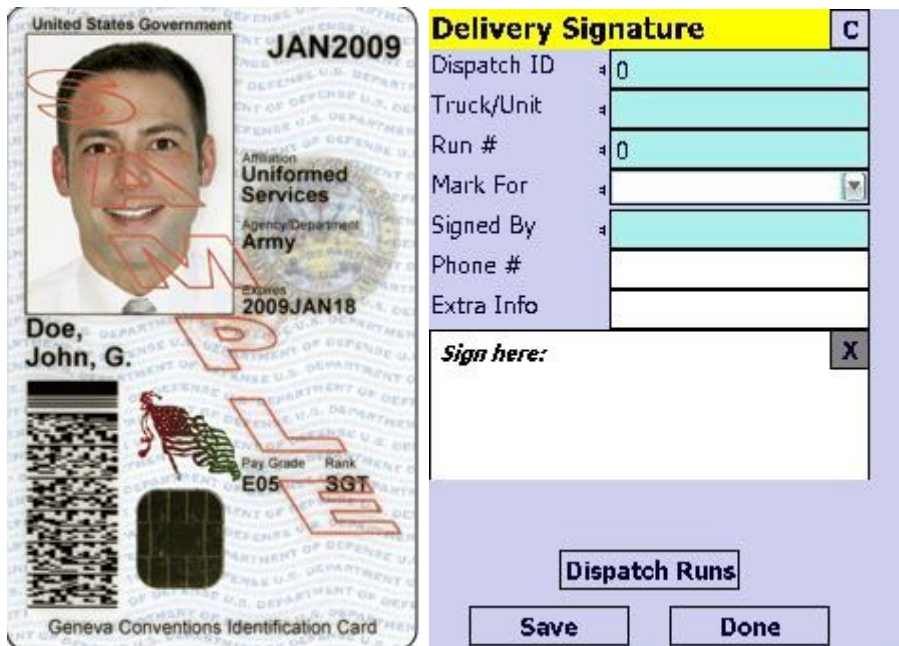 United States Government
JAN2009
Affiliation
Uniformed
Services
Agency/Department
Army
Expires
2009JAN18
Doe,
John, G.
SAMPLE
Pay Grade Rank
E05 SGT
Geneva Conventions Identification Card
Delivery Signature C
Dispatch ID 0
Truck/Unit
Run # 0
Mark For
Signed By
Phone #
Extra Info
Sign here: X
Dispatch Runs
Save Done